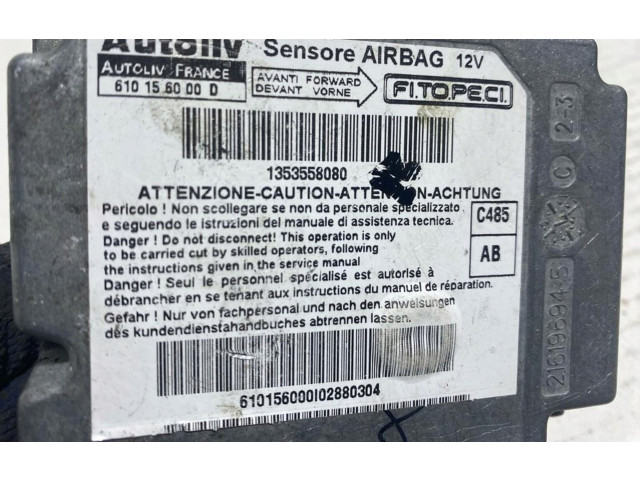 Autoliv Sensore AIRBAG 12V
AUTOLIV FRANCE
610 15 60 00 D
AVANTI FORWARD
DEVANT VORNE
FI.TO.PE.CI.
1353558080
ATTENZIONE-CAUTION-ATTENTION-ACHTUNG
Pericolo ! Non scollegare se non da personale specializzato
e seguendo le istruzioni del manuale di assistenza tecnica.
Danger ! Do not disconnect! This operation is only
to be carried cut by skilled operators, following
the instructions given in the service manual
Danger ! Seul le personnel spécialisé est autorisé à
débrancher en se tenant aux instructions du manuel de réparation.
Gefahr ! Nur von fachpersonal und nach den anweisungen
des kundendienstahandbuches abtrennen lassen.
C485
AB
610156000I02880304
C 2-3